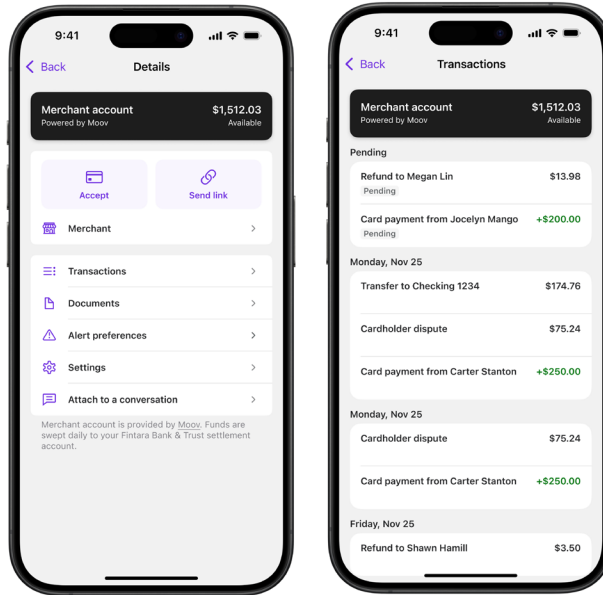 9:41
Back
Details
Merchant account
$1,512.03
Powered by Moov
Available
Accept
Send link
Merchant
Transactions
Documents
Alert preferences
Settings
Attach to a conversation
Merchant account is provided by Moov. Funds are
swept daily to your Fintara Bank & Trust settlement
account.
9:41
Back
Transactions
Merchant account
$1,512.03
Powered by Moov
Available
Pending
Refund to Megan Lin
$13.98
Pending
Card payment from Jocelyn Mango
+$200.00
Pending
Monday, Nov 25
Transfer to Checking 1234
$174.76
Cardholder dispute
$75.24
Card payment from Carter Stanton
+$250.00
Monday, Nov 25
Cardholder dispute
$75.24
Card payment from Carter Stanton
+$250.00
Friday, Nov 25
Refund to Shawn Hamill
$3.50